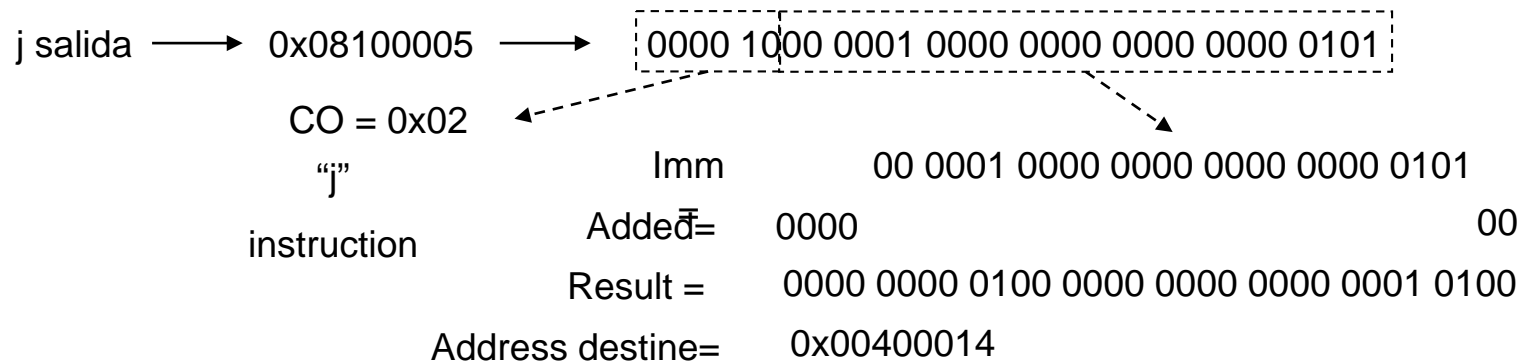 j salida 0x08100005 0000 1000 0001 0000 0000 0000 0000 0101
CO = 0x02
"j"
instruction
Imm = 00 0001 0000 0000 0000 0000 0101
Added= 0000 00
Result = 0000 0000 0100 0000 0000 0000 0001 0100
Address destine= 0x00400014